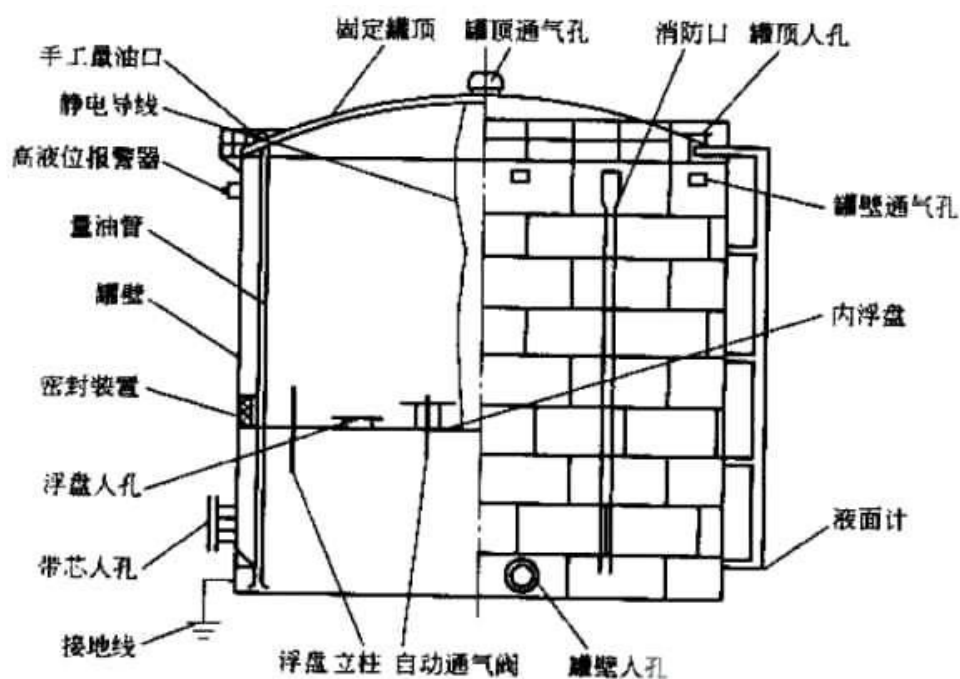 固定罐顶
罐顶通气孔
消防口
罐顶人孔
手工量油口
静电导线
高液位报警器
罐壁通气孔
量油管
罐壁
内浮盘
密封装置
浮盘人孔
液面计
带芯人孔
接地线
浮盘立柱
自动通气阀
罐壁人孔